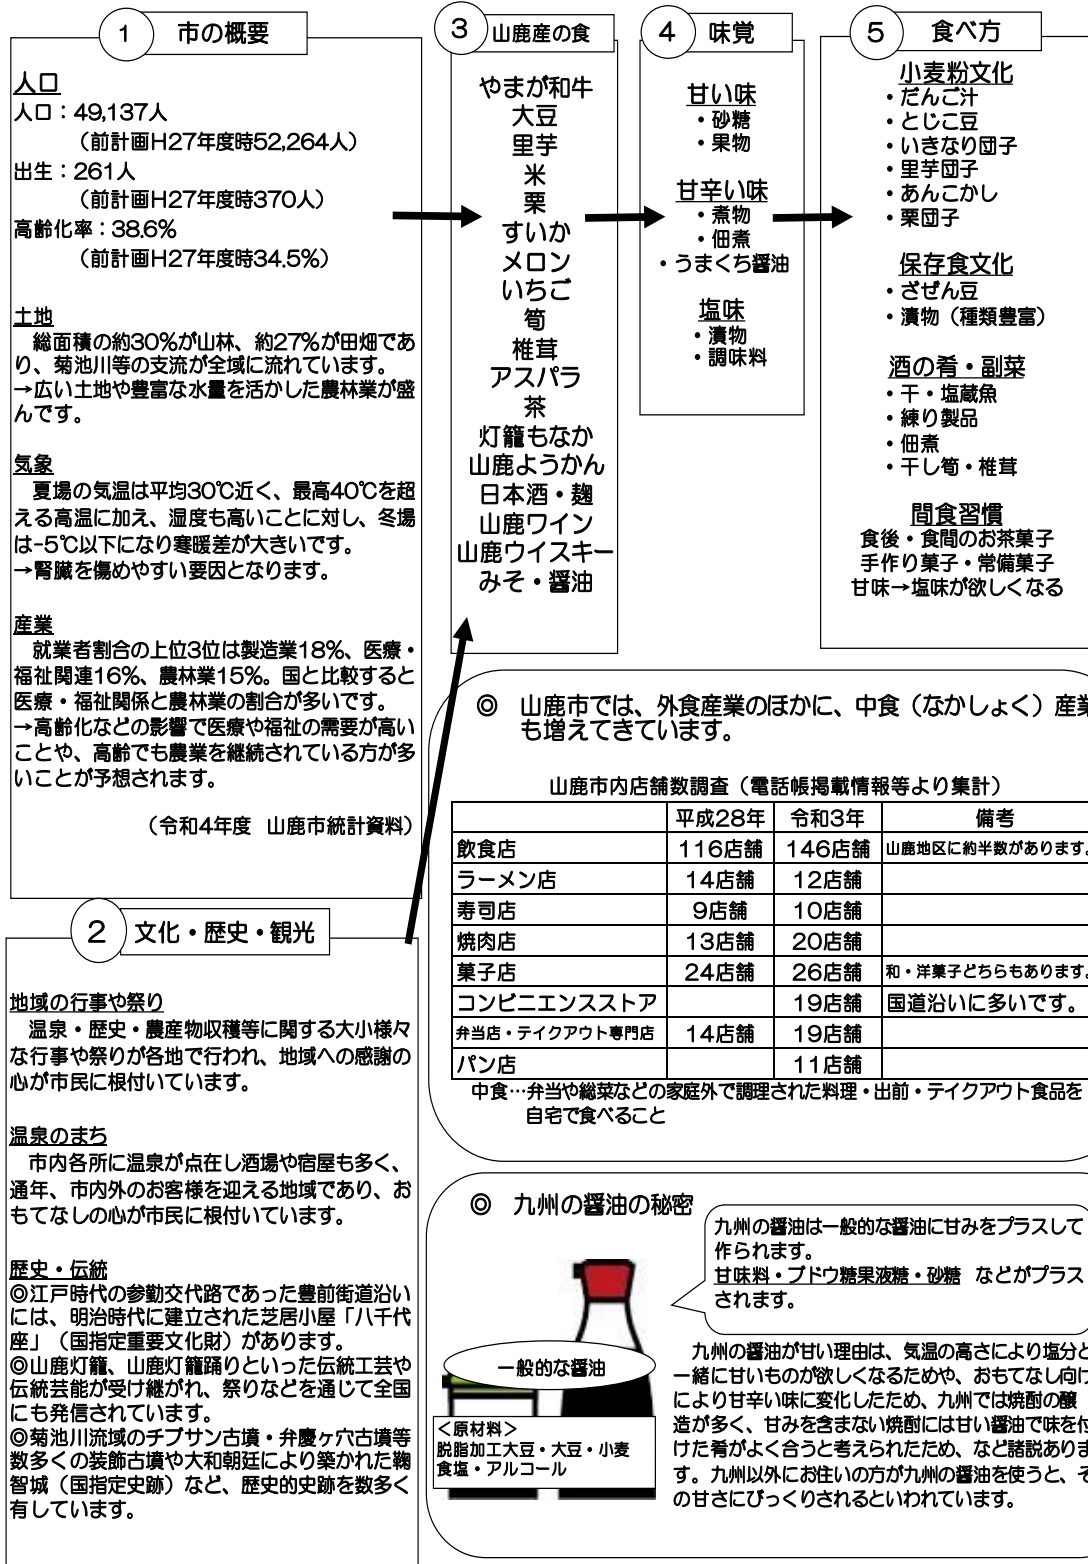 1 市の概要
人口
人口：49,137人
（前計画H27年度時52,264人）
出生：261人
（前計画H27年度時370人）
高齢化率：38.6%
（前計画H27年度時34.5%）
土地
総面積の約30%が山林、約27%が田畑であ
り、菊池川等の支流が全域に流れています。
→広い土地や豊富な水量を活かした農林業が盛
んです。
気象
夏場の気温は平均30℃近く、最高40℃を超
える高温に加え、湿度も高いことに対し、冬場
は-5℃以下になり寒暖差が大きいです。
→腎臓を傷めやすい要因となります。
産業
就業者割合の上位3位は製造業18%、医療・
福祉関連16%、農林業15%。国と比較すると
医療・福祉関係と農林業の割合が多いです。
→高齢化などの影響で医療や福祉の需要が高い
ことや、高齢でも農業を継続されている方が多
いことが予想されます。
（令和4年度 山鹿市統計資料）
2 文化・歴史・観光
地域の行事や祭り
温泉・歴史・農産物収穫等に関する大小様々
な行事や祭りが各地で行われ、地域への感謝の
心が市民に根付いています。
温泉のまち
市内各所に温泉が点在し酒場や宿屋も多く、
通年、市内外のお客様を迎える地域であり、お
もてなしの心が市民に根付いています。
歴史・伝統
◎江戸時代の参勤交代路であった豊前街道沿い
には、明治時代に建立された芝居小屋「八千代
座」（国指定重要文化財）があります。
◎山鹿灯籠、山鹿灯籠踊りといった伝統工芸や
伝統芸能が受け継がれ、祭りなどを通じて全国
にも発信されています。
◎菊池川流域のチブサン古墳・弁慶ヶ穴古墳等
数多くの装飾古墳や大和朝廷により築かれた鞠
智城（国指定史跡）など、歴史的史跡を数多く
有しています。
3 山鹿産の食
やまが和牛
大豆
里芋
米
栗
すいか
メロン
いちご
筍
椎茸
アスパラ
茶
灯籠もなか
山鹿ようかん
日本酒・麹
山鹿ワイン
山鹿ウイスキー
みそ・醤油
4 味覚
甘い味
・砂糖
・果物
甘辛い味
・煮物
・佃煮
・うまくち醤油
塩味
・漬物
・調味料
5 食べ方
小麦粉文化
・だんご汁
・とじこ豆
・いきなり団子
・里芋団子
・あんこかし
・栗団子
保存食文化
・ざぜん豆
・漬物（種類豊富）
酒の肴・副菜
・干・塩蔵魚
・練り製品
・佃煮
・干し筍・椎茸
間食習慣
食後・食間のお茶菓子
手作り菓子・常備菓子
甘味→塩味が欲しくなる
◎ 山鹿市では、外食産業のほかに、中食（なかしょく）産業
も増えてきています。
山鹿市内店舗数調査（電話帳掲載情報等より集計）
平成28年 令和3年 備考
飲食店 116店舗 146店舗 山鹿地区に約半数があります。
ラーメン店 14店舗 12店舗
寿司店 9店舗 10店舗
焼肉店 13店舗 20店舗
菓子店 24店舗 26店舗 和・洋菓子どちらもあります。
コンビニエンスストア 19店舗 国道沿いに多いです。
弁当店・テイクアウト専門店 14店舗 19店舗
パン店 11店舗
中食…弁当や総菜などの家庭外で調理された料理・出前・テイクアウト食品を
自宅で食べること
◎ 九州の醤油の秘密
九州の醤油は一般的な醤油に甘みをプラスして
作られます。
甘味料・ブドウ糖果液糖・砂糖 などがプラス
されます。
一般的な醤油
＜原材料＞
脱脂加工大豆・大豆・小麦
食塩・アルコール
九州の醤油が甘い理由は、気温の高さにより塩分と
一緒に甘いものが欲しくなるためや、おもてなし向け
により甘辛い味に変化したため、九州では焼酎の醸
造が多く、甘みを含まない焼酎には甘い醤油で味を付
けた肴がよく合うと考えられたため、など諸説ありま
す。九州以外にお住いの方が九州の醤油を使うと、そ
の甘さにびっくりされるといわれています。